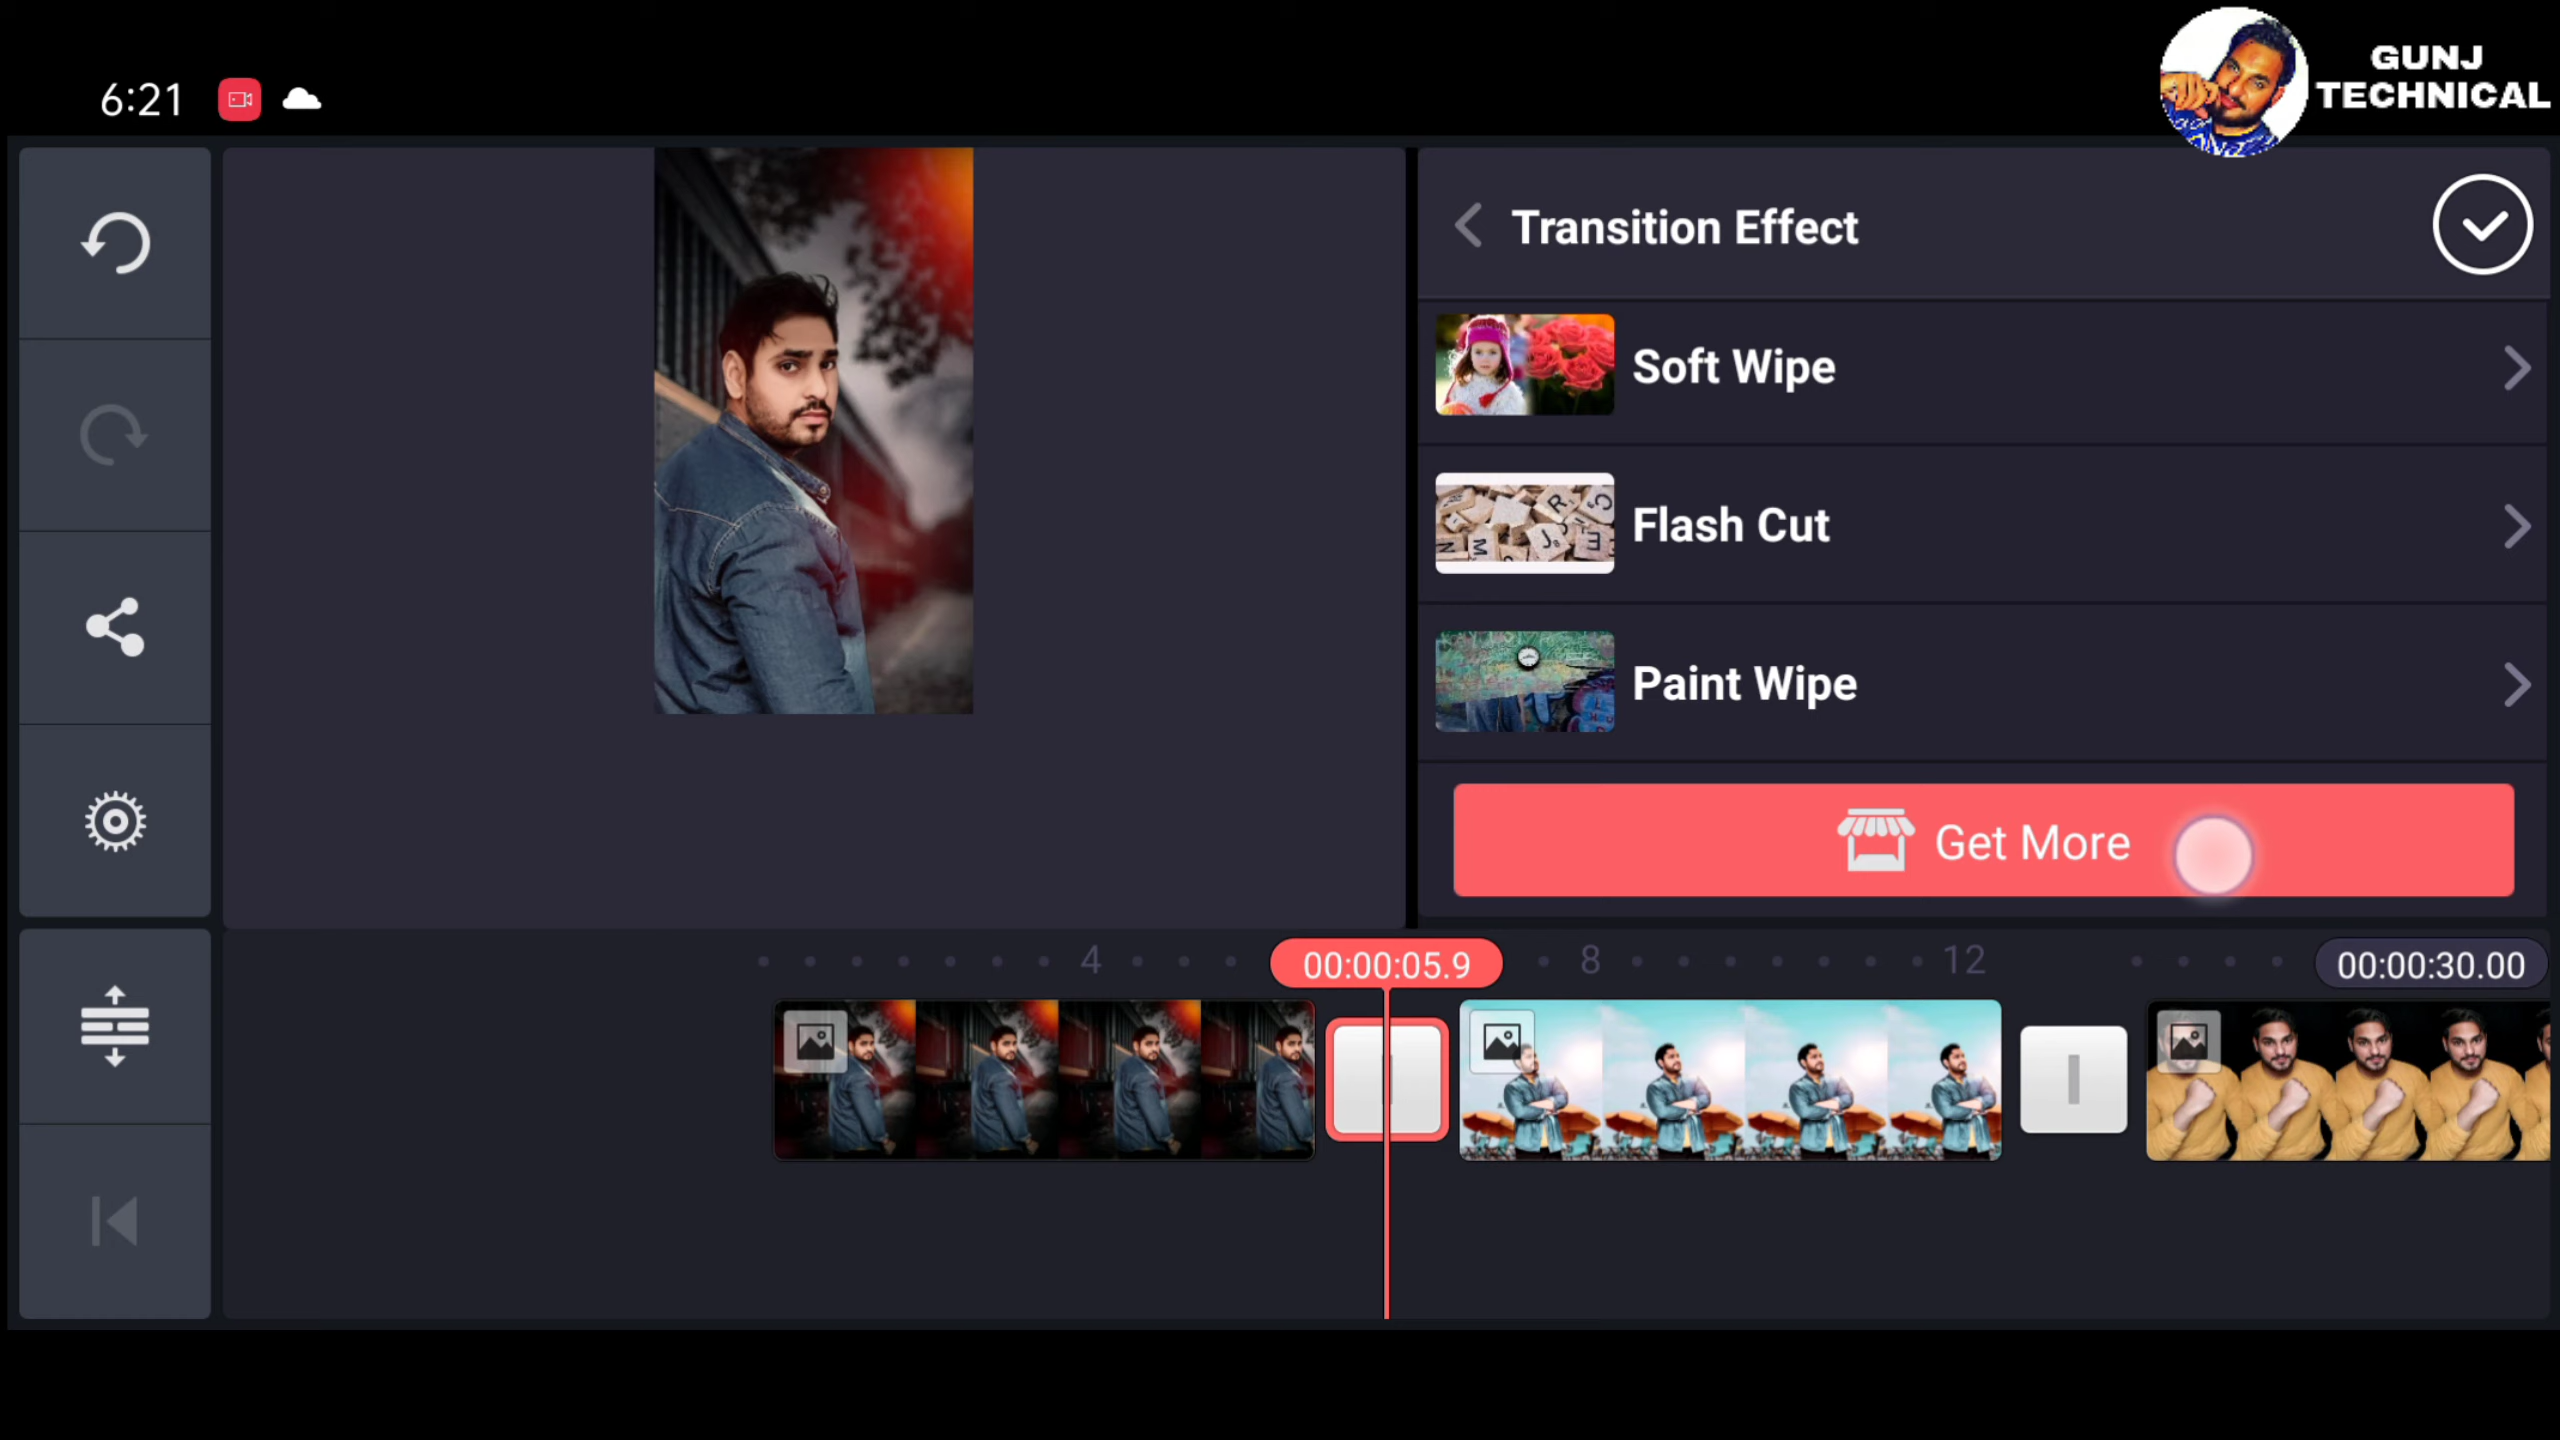 GUNJ
TECHNICAL
6:21
Transition Effect
Soft Wipe
Flash Cut
Paint Wipe
Get More
4
00:00:05.9
8
12
00:00:30.00